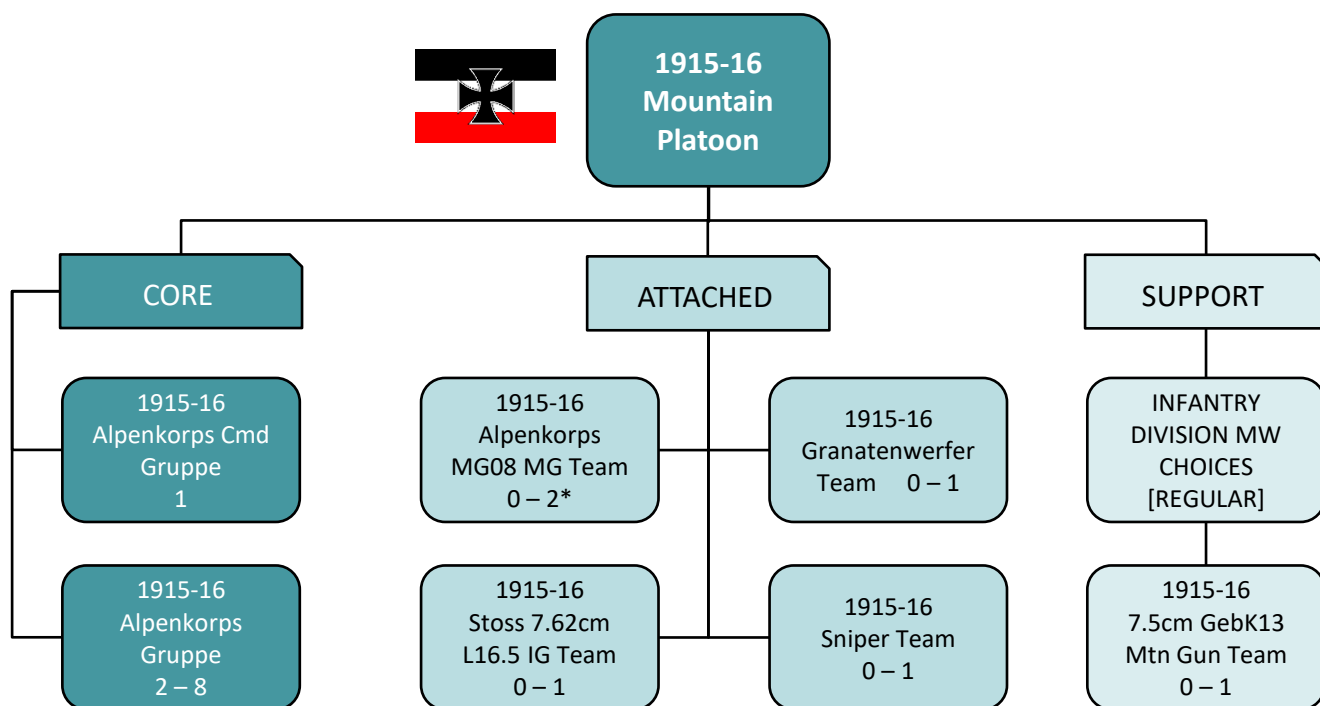 1915-16
Mountain
Platoon
CORE
ATTACHED
SUPPORT
1915-16
Alpenkorps Cmd
Gruppe
1
1915-16
Alpenkorps
MG08 MG Team
0 – 2*
1915-16
Granatenwerfer
Team 0 – 1
INFANTRY
DIVISION MW
CHOICES
[REGULAR]
1915-16
Alpenkorps
Gruppe
2 – 8
1915-16
Stoss 7.62cm
L16.5 IG Team
0 – 1
1915-16
Sniper Team
0 – 1
1915-16
7.5cm GebK13
Mtn Gun Team
0 – 1